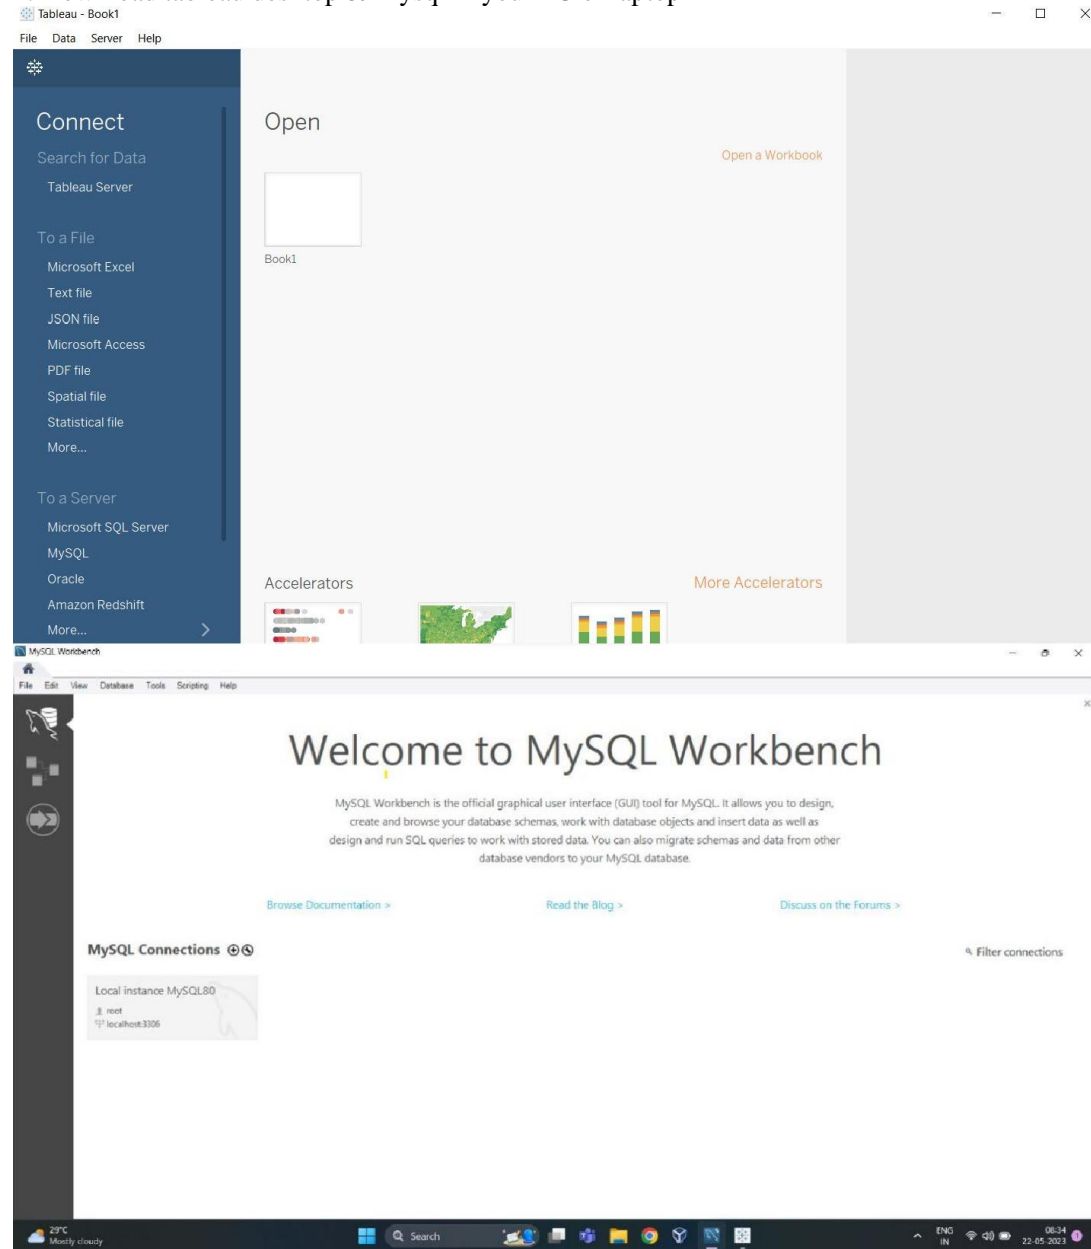 Tableau - Book1
File Data Server Help
Connect
Search for Data
Tableau Server
To a File
Microsoft Excel
Text file
JSON file
Microsoft Access
PDF file
Spatial file
Statistical file
More...
To a Server
Microsoft SQL Server
MySQL
Oracle
Amazon Redshift
More...
Open
Open a Workbook
Book1
Accelerators
More Accelerators
MySQL Workbench
File Edit View Database Tools Scripting Help
Welcome to MySQL Workbench
MySQL Workbench is the official graphical user interface (GUI) tool for MySQL. It allows you to design,
create and browse your database schemas, work with database objects and insert data as well as
design and run SQL queries to work with stored data. You can also migrate schemas and data from other
database vendors to your MySQL database.
Browse Documentation >
Read the Blog >
Discuss on the Forums >
MySQL Connections
Filter connections
Local instance MySQL80
root
localhost:3306
29°C
Mostly cloudy
Search
ENG
IN
08:34
22-05-2023